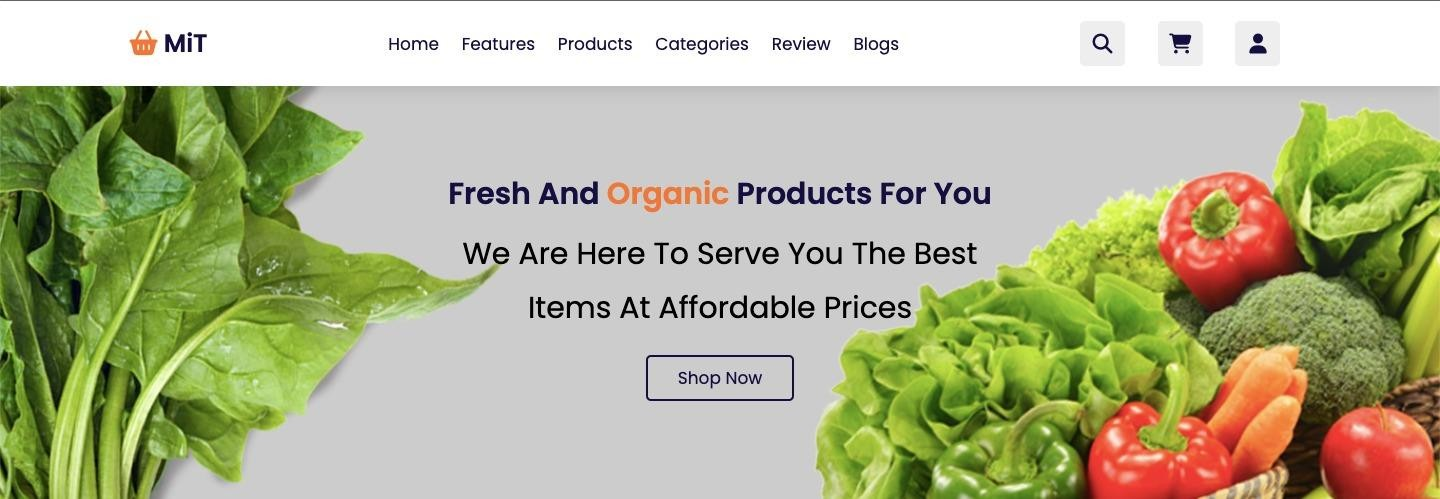 MiT
Home Features Products Categories Review Blogs
Fresh And Organic Products For You
We Are Here To Serve You The Best
Items At Affordable Prices
Shop Now